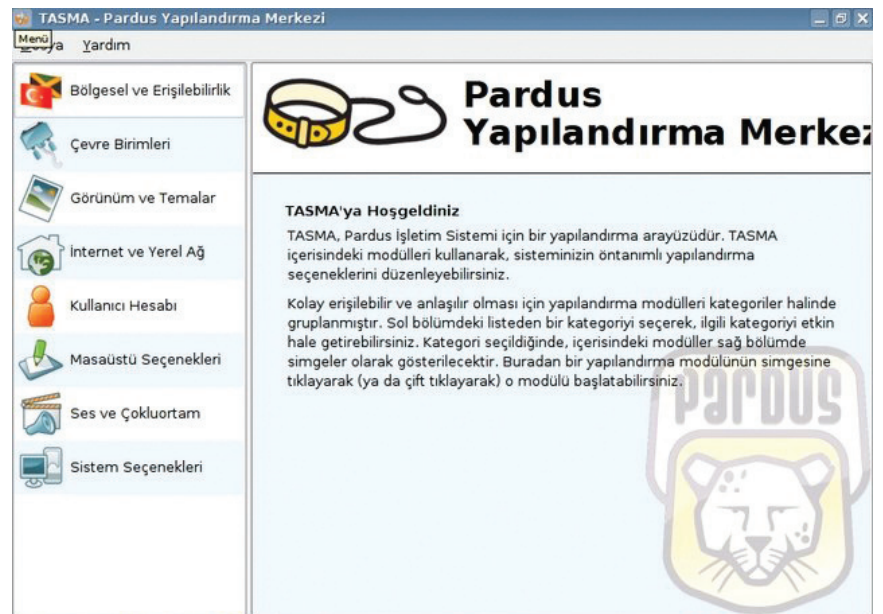 TASMA - Pardus Yapılandırma Merkezi
Menü
Yardım
Bölgesel ve Erişilebilirlik
Çevre Birimleri
Görünüm ve Temalar
İnternet ve Yerel Ağ
Kullanıcı Hesabı
Masaüstü Seçenekleri
Ses ve Çokluortam
Sistem Seçenekleri
Pardus
Yapılandırma Merkez
TASMA'ya Hoşgeldiniz
TASMA, Pardus İşletim Sistemi için bir yapılandırma arayüzüdür. TASMA
içerisindeki modülleri kullanarak, sisteminizin öntanımlı yapılandırma
seçeneklerini düzenleyebilirsiniz.
Kolay erişilebilir ve anlaşılır olması için yapılandırma modülleri kategoriler halinde
gruplanmıştır. Sol bölümdeki listeden bir kategoriyi seçerek, ilgili kategoriyi etkin
hale getirebilirsiniz. Kategori seçildiğinde, içerisindeki modüller sağ bölümde
simgeler olarak gösterilecektir. Buradan bir yapılandırma modülünün simgesine
tıklayarak (ya da çift tıklayarak) o modülü başlatabilirsiniz.
PARDUS